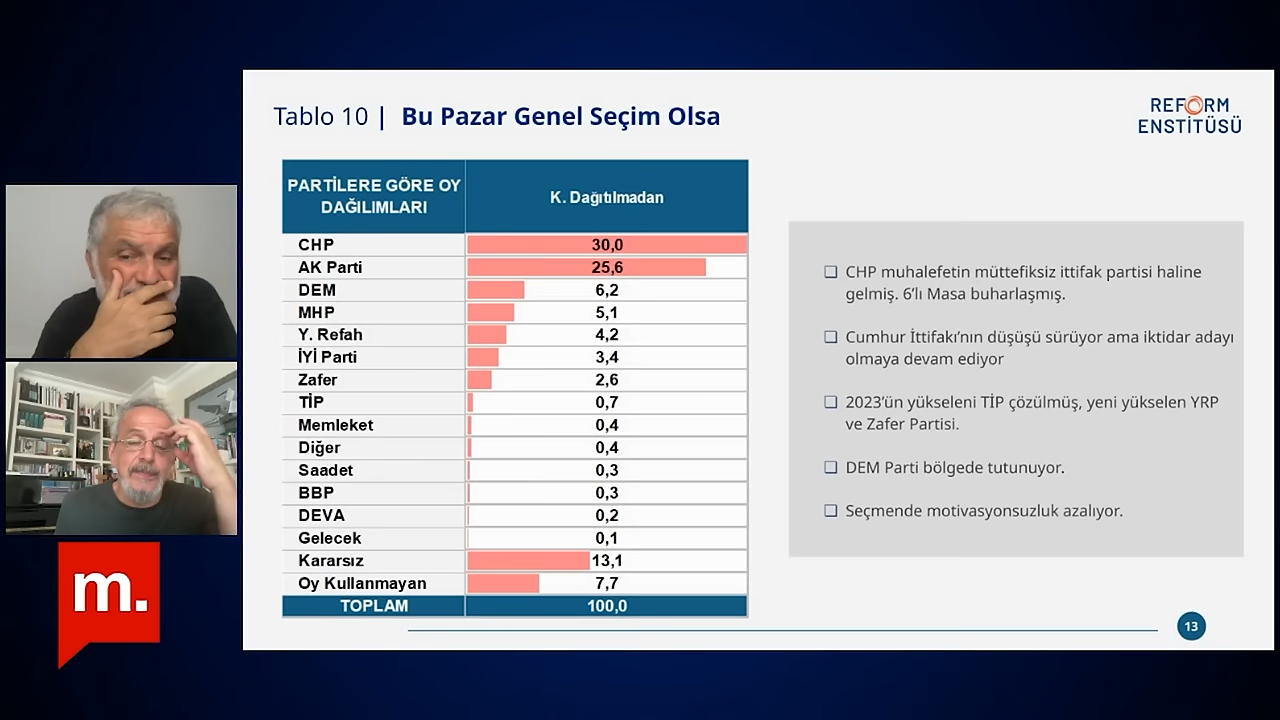 REFORM
ENSTİTÜSÜ
Tablo 10 | Bu Pazar Genel Seçim Olsa
PARTİLERE GÖRE OY
DAĞILIMLARI
K. Dağıtılmadan
CHP 30,0
AK Parti 25,6
DEM 6,2
MHP 5,1
Y. Refah 4,2
İYİ Parti 3,4
Zafer 2,6
TİP 0,7
Memleket 0,4
Diğer 0,4
Saadet 0,3
BBP 0,3
DEVA 0,2
Gelecek 0,1
Kararsız 13,1
Oy Kullanmayan 7,7
TOPLAM 100,0
❑ CHP muhalefetin müttefiksiz ittifak partisi haline
gelmiş. 6’lı Masa buharlaşmış.
❑ Cumhur İttifakı’nın düşüşü sürüyor ama iktidar adayı
olmaya devam ediyor
❑ 2023’ün yükseleni TİP çözülmüş, yeni yükselen YRP
ve Zafer Partisi.
❑ DEM Parti bölgede tutunuyor.
❑ Seçmende motivasyonsuzluk azalıyor.
13
m.